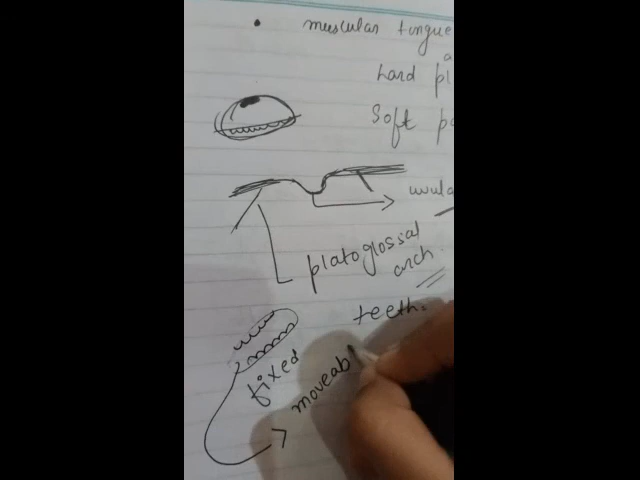 muscular tongue
hard
soft
uvula
platoglossal
arch
teeth.
fixed
moveab